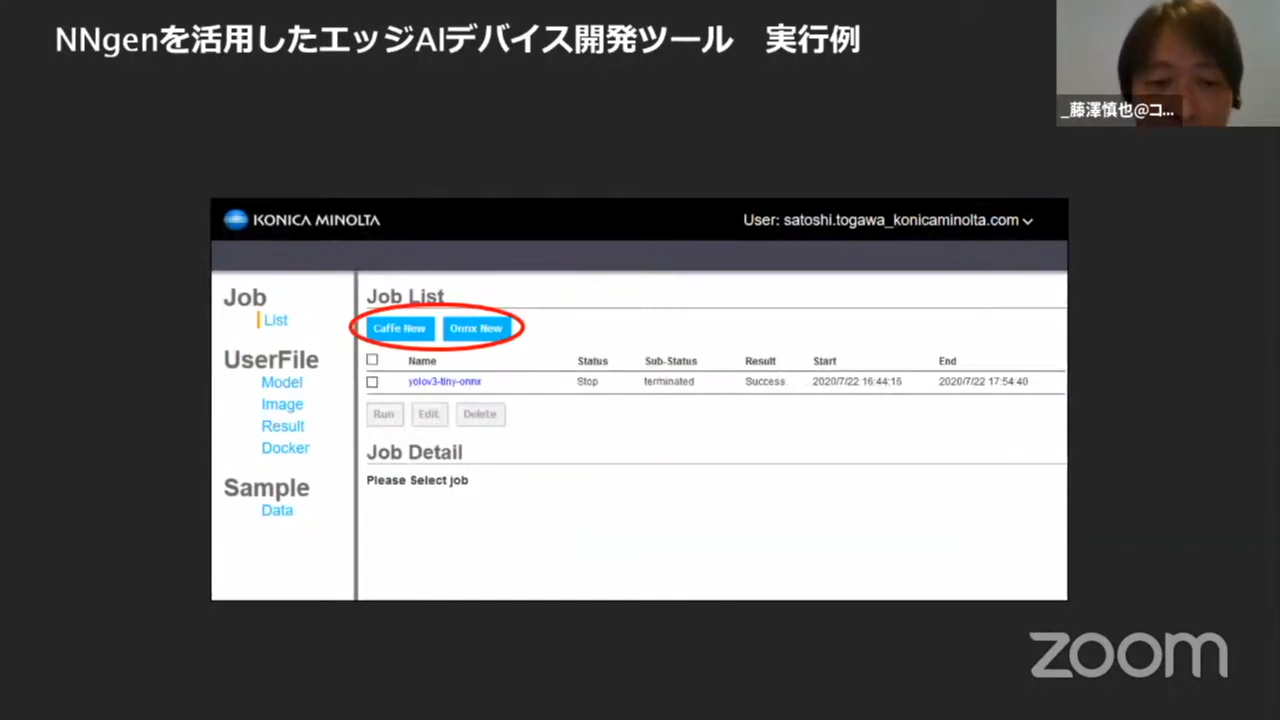 NNgenを活用したエッジAIデバイス開発ツール 実行例
_藤澤慎也@コ...
KONICA MINOLTA
User: satoshi.togawa_konicaminolta.com
Job
List
UserFile
Model
Image
Result
Docker
Sample
Data
Job List
Caffe New Onnx New
Name Status Sub-Status Result Start End
yolov3-tiny-onnx Stop terminated Success 2020/7/22 16:44:16 2020/7/22 17:54:40
Run Edit Delete
Job Detail
Please Select job
zoom